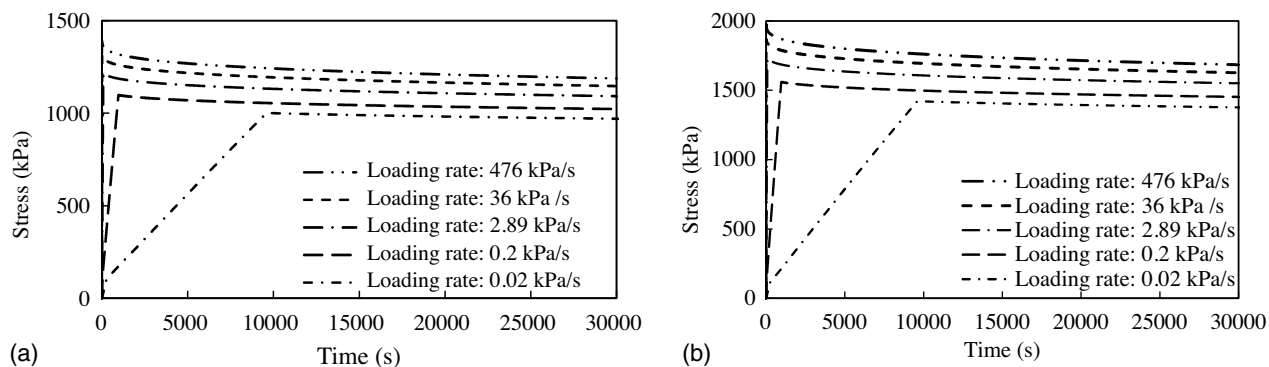 1500
1000
500
0
Stress (kPa)
Loading rate: 476 kPa/s
Loading rate: 36 kPa /s
Loading rate: 2.89 kPa/s
Loading rate: 0.2 kPa/s
Loading rate: 0.02 kPa/s
0 5000 10000 15000 20000 25000 30000
Time (s)
(a)
2000
1500
1000
500
0
Stress (kPa)
Loading rate: 476 kPa/s
Loading rate: 36 kPa /s
Loading rate: 2.89 kPa/s
Loading rate: 0.2 kPa/s
Loading rate: 0.02 kPa/s
0 5000 10000 15000 20000 25000 30000
Time (s)
(b)